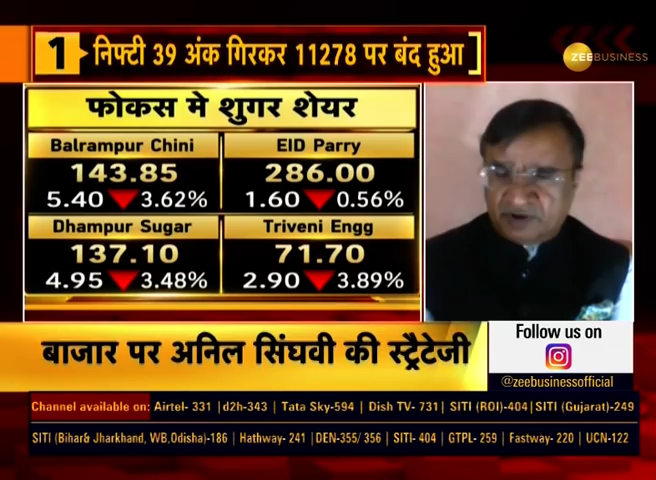 1 निफ्टी 39 अंक गिरकर 11278 पर बंद हुआ
ZEEBUSINESS
फोकस मे शुगर शेयर
Balrampur Chini
143.85
5.40 3.62%
EID Parry
286.00
1.60 0.56%
Dhampur Sugar
137.10
4.95 3.48%
Triveni Engg
71.70
2.90 3.89%
बाजार पर अनिल सिंघवी की स्ट्रैटेजी
Follow us on
@zeebusinessofficial
Channel available on: Airtel- 331 |d2h-343 | Tata Sky-594 | Dish TV- 731| SITI (ROI)-404| SITI (Gujarat)-249
SITI (Bihar& Jharkhand, WB,Odisha)-186 | Hathway- 241 |DEN-355/ 356 | SITI- 404 | GTPL- 259 | Fastway- 220 | UCN-122